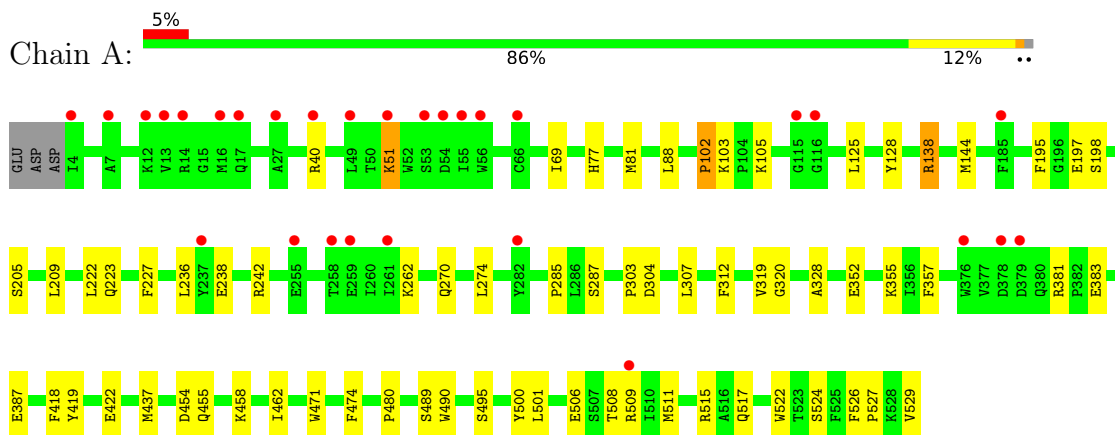 5%
Chain A:
86% 12% ••
GLU ASP ASP I4 A7 K12 V13 R14 G15 M16 Q17 A27 R40 L49 T50 K51 W52 S53 D54 I55 W56 C66 I69 H77 M81 L88 P102 K103 P104 K105 G115 G116 L125 Y128 R138 M144 F185 F195 G196 E197 S198
S205 L209 L222 Q223 F227 L236 Y237 E238 R242 E255 T258 E259 I260 I261 K262 Q270 L274 Y282 P285 L286 S287 P303 D304 L307 F312 V319 G320 A328 E352 K355 I356 F357 W376 V377 D378 D379 Q380 R381 P382 E383
E387 F418 Y419 E422 M437 D454 Q455 K458 I462 W471 F474 P480 S489 W490 S495 Y500 L501 E506 S507 T508 R509 I510 M511 R515 A516 Q517 W522 T523 S524 F525 F526 P527 K528 V529